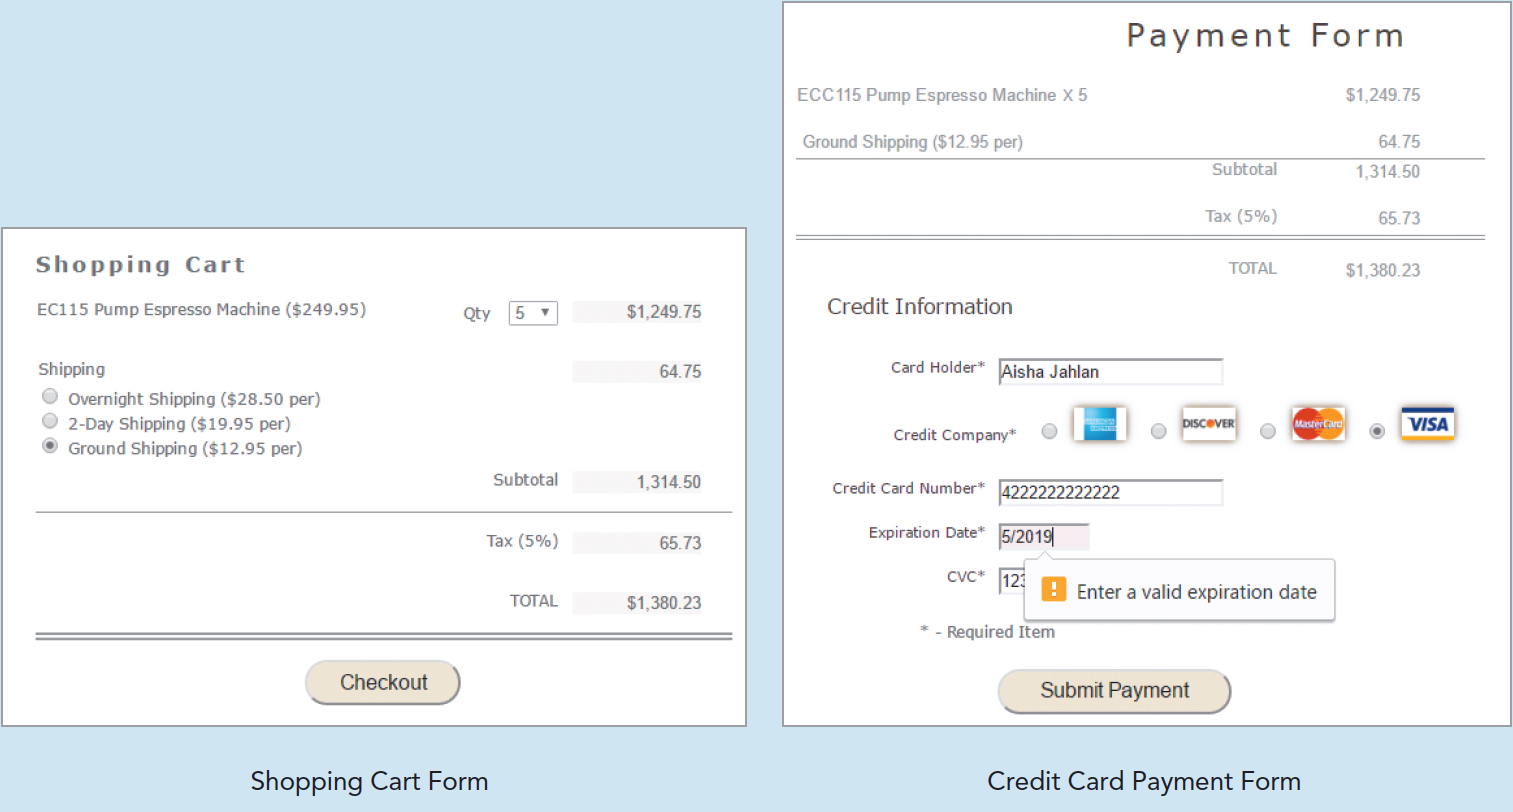 Shopping Cart
EC115 Pump Espresso Machine ($249.95) Qty 5 ▼ $1,249.75
Shipping 64.75
Overnight Shipping ($28.50 per)
2-Day Shipping ($19.95 per)
Ground Shipping ($12.95 per)
Subtotal 1,314.50
Tax (5%) 65.73
TOTAL $1,380.23
Checkout
Shopping Cart Form
Payment Form
ECC115 Pump Espresso Machine X 5 $1,249.75
Ground Shipping ($12.95 per) 64.75
Subtotal 1,314.50
Tax (5%) 65.73
TOTAL $1,380.23
Credit Information
Card Holder* Aisha Jahlan
Credit Company* DISCOVER MasterCard VISA
Credit Card Number* 4222222222222
Expiration Date* 5/2019
CVC* 123
! Enter a valid expiration date
* - Required Item
Submit Payment
Credit Card Payment Form